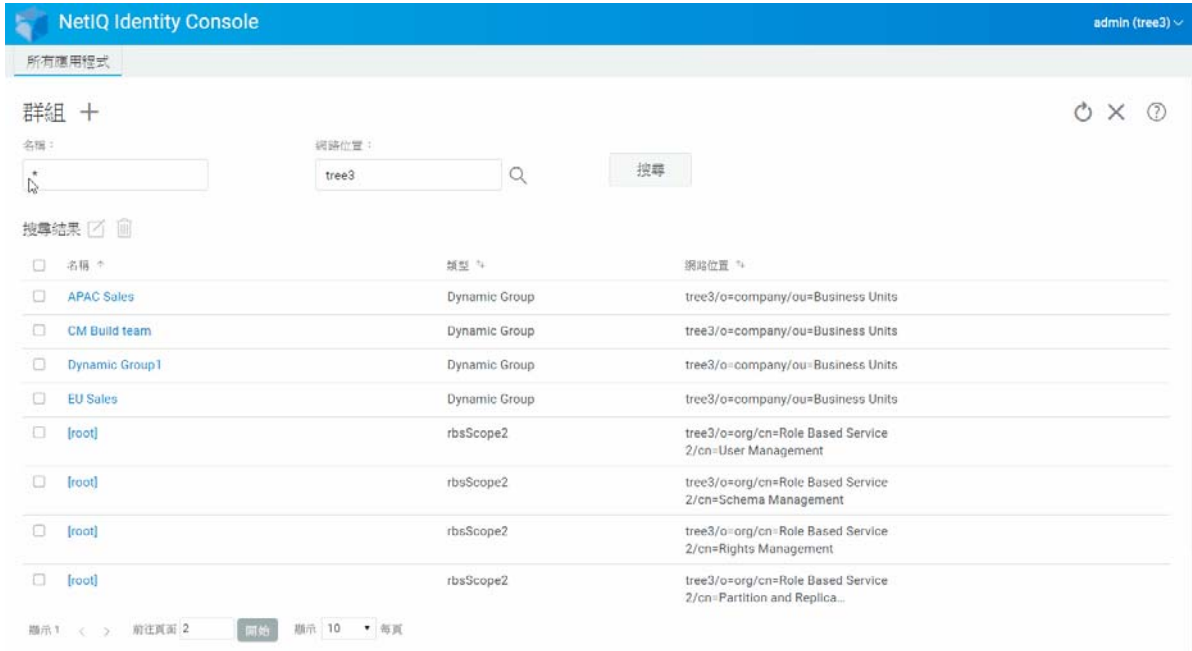 NetIQ Identity Console
admin (tree3)
所有應用程式
群組 +
名稱：
網路位置：
*
tree3
搜尋
搜尋結果
名稱
類型
網路位置
APAC Sales Dynamic Group tree3/o=company/ou=Business Units
CM Build team Dynamic Group tree3/o=company/ou=Business Units
Dynamic Group1 Dynamic Group tree3/o=company/ou=Business Units
EU Sales Dynamic Group tree3/o=company/ou=Business Units
[root] rbsScope2 tree3/o=org/cn=Role Based Service
2/cn=User Management
[root] rbsScope2 tree3/o=org/cn=Role Based Service
2/cn=Schema Management
[root] rbsScope2 tree3/o=org/cn=Role Based Service
2/cn=Rights Management
[root] rbsScope2 tree3/o=org/cn=Role Based Service
2/cn=Partition and Replica...
顯示 1 < > 前往頁面 2 開始 顯示 10 每頁